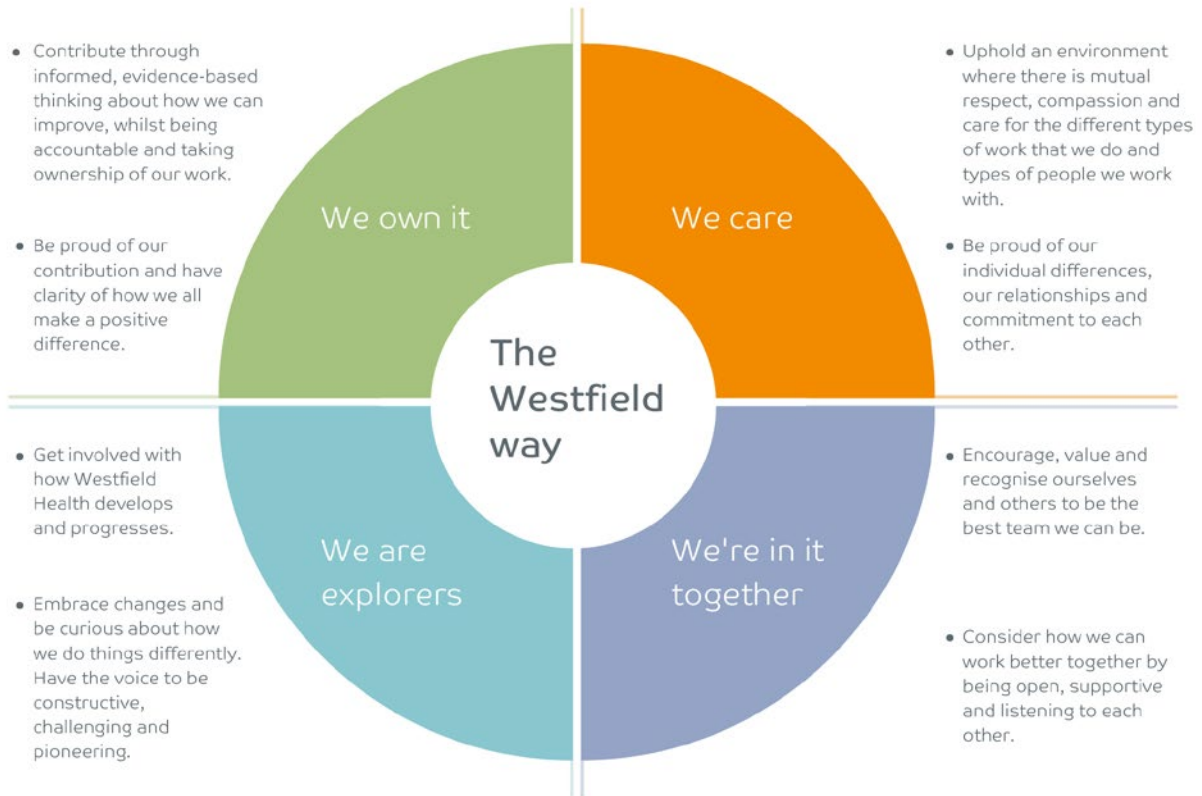 • Contribute through
informed, evidence-based
thinking about how we can
improve, whilst being
accountable and taking
ownership of our work.
• Be proud of our
contribution and have
clarity of how we all
make a positive
difference.
We own it
We care
• Uphold an environment
where there is mutual
respect, compassion and
care for the different types
of work that we do and
types of people we work
with.
• Be proud of our
individual differences,
our relationships and
commitment to each
other.
The
Westfield
way
• Get involved with
how Westfield
Health develops
and progresses.
• Embrace changes and
be curious about how
we do things differently.
Have the voice to be
constructive,
challenging and
pioneering.
We are
explorers
We're in it
together
• Encourage, value and
recognise ourselves
and others to be the
best team we can be.
• Consider how we can
work better together by
being open, supportive
and listening to each
other.